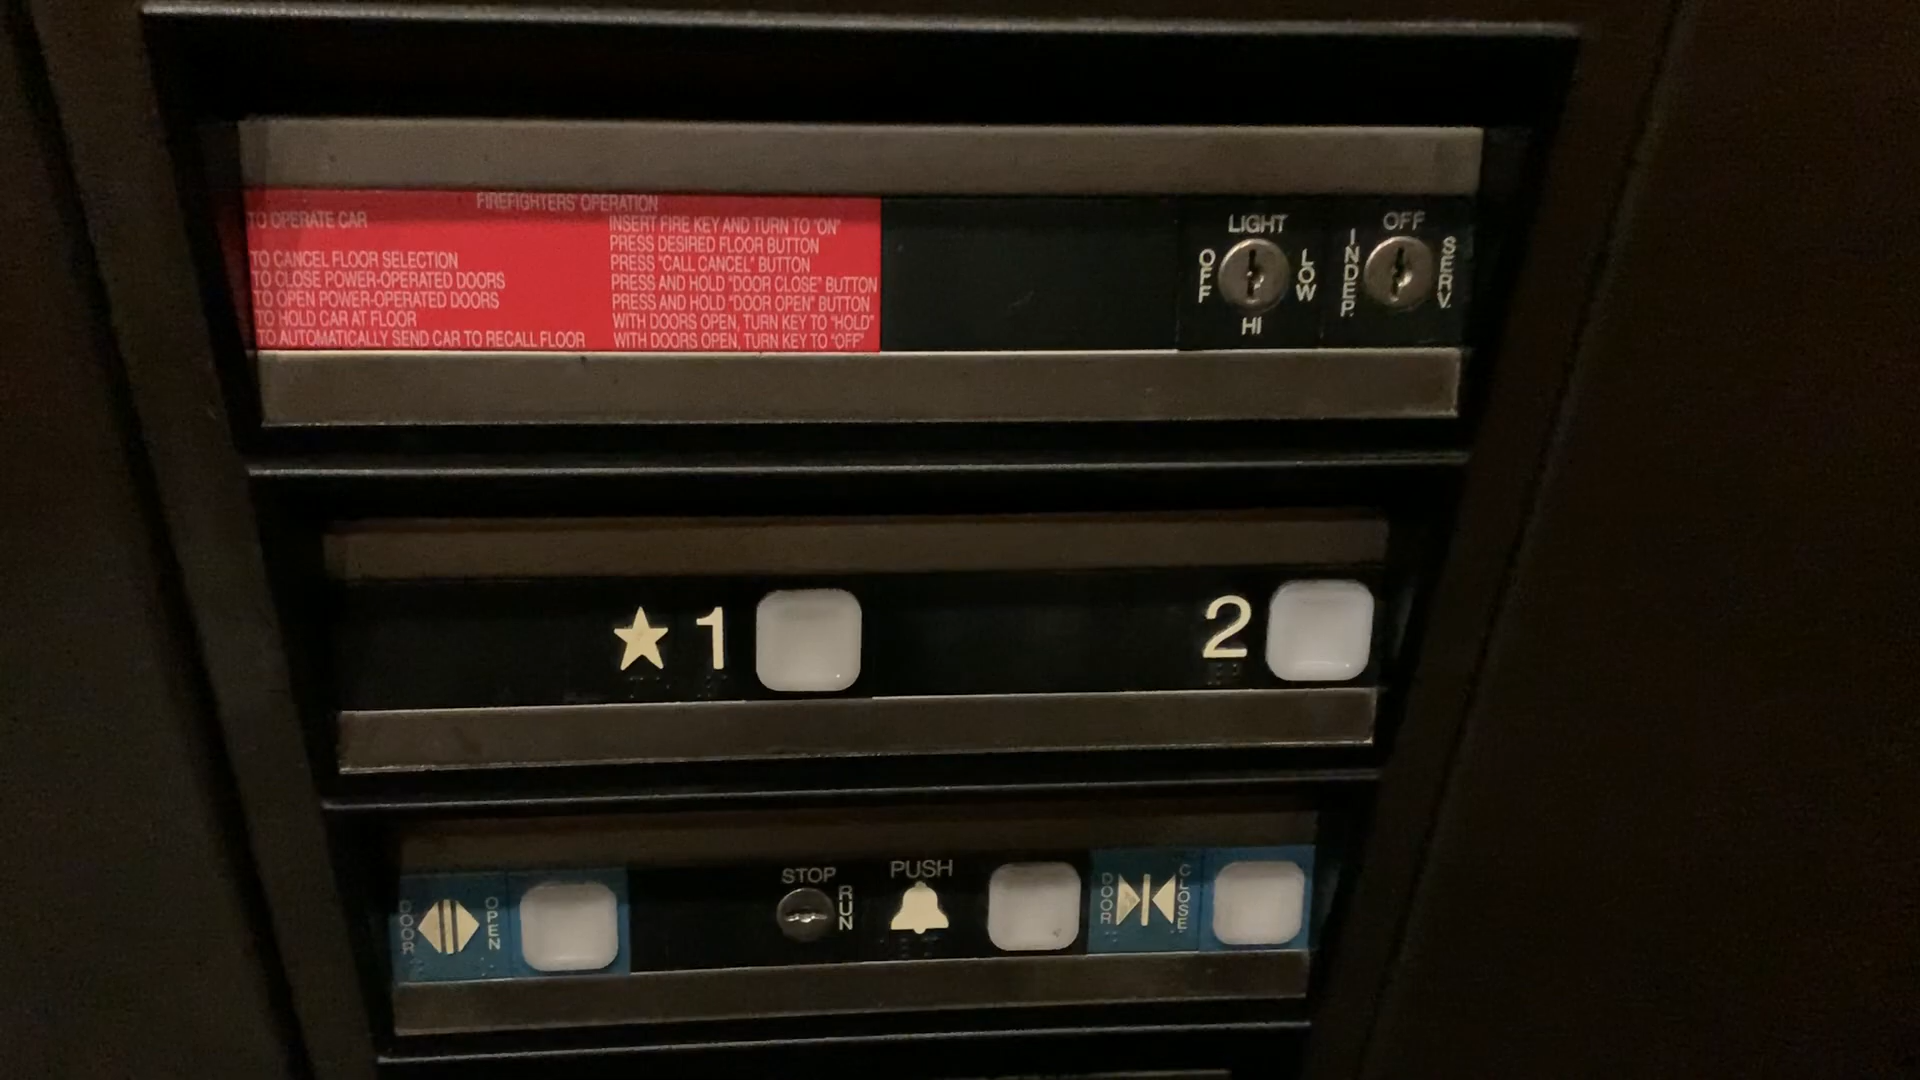 FIREFIGHTERS' OPERATION
TO OPERATE CAR INSERT FIRE KEY AND TURN TO "ON"
PRESS DESIRED FLOOR BUTTON
TO CANCEL FLOOR SELECTION PRESS "CALL CANCEL" BUTTON
TO CLOSE POWER-OPERATED DOORS PRESS AND HOLD "DOOR CLOSE" BUTTON
TO OPEN POWER-OPERATED DOORS PRESS AND HOLD "DOOR OPEN" BUTTON
TO HOLD CAR AT FLOOR WITH DOORS OPEN, TURN KEY TO "HOLD"
TO AUTOMATICALLY SEND CAR TO RECALL FLOOR WITH DOORS OPEN, TURN KEY TO "OFF"
LIGHT
OFF
LOW
HI
OFF
INDEP.
SERV.
★1
2
DOOR
OPEN
STOP
RUN
PUSH
DOOR
CLOSE